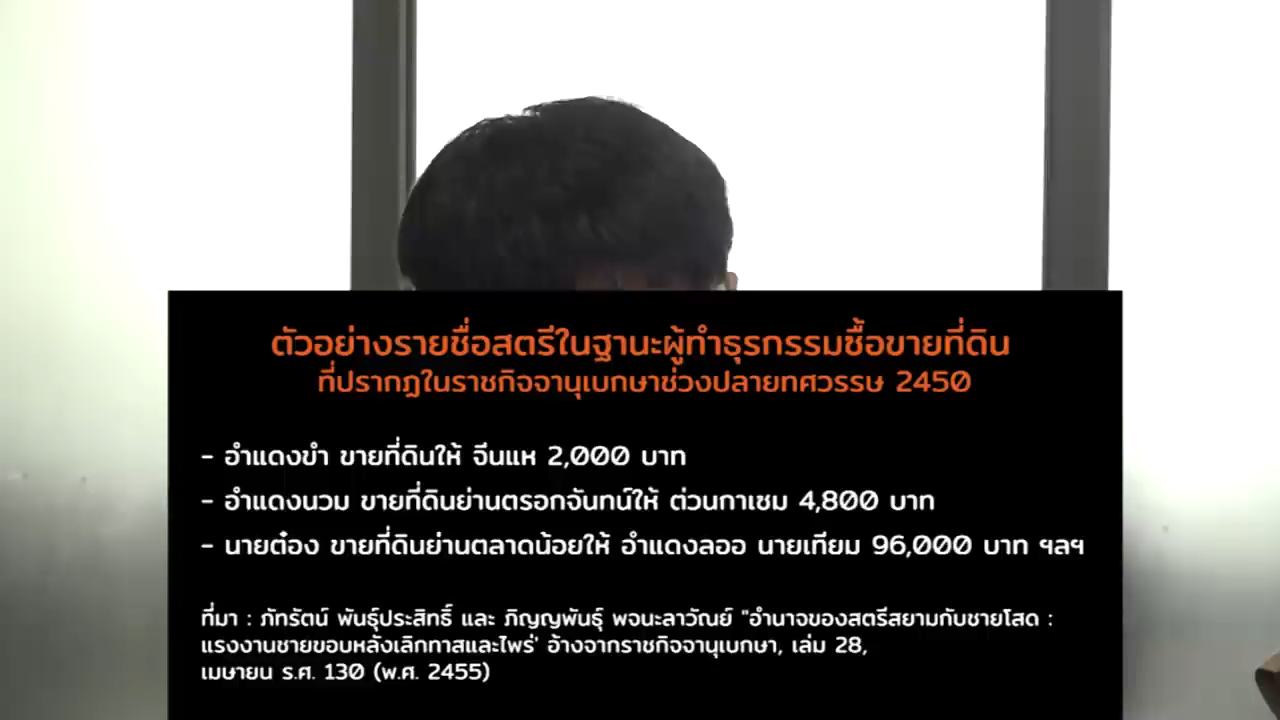 ตัวอย่างรายชื่อสตรีในฐานะผู้ทำธุรกรรมซื้อขายที่ดิน
ที่ปรากฏในราชกิจจานุเบกษาช่วงปลายทศวรรษ 2450
- อำแดงขำ ขายที่ดินให้ จีนแห 2,000 บาท
- อำแดงนวม ขายที่ดินย่านตรอกจันทน์ให้ ต่วนกาเซม 4,800 บาท
- นายต๋อง ขายที่ดินย่านตลาดน้อยให้ อำแดงลออ นายเทียม 96,000 บาท ฯลฯ
ที่มา : ภัทรัตน์ พันธุ์ประสิทธิ์ และ ภิญญพันธุ์ พจนะลาวัณย์ "อำนาจของสตรีสยามกับชายโสด :
แรงงานชายขอบหลังเลิกทาสและไพร่' อ้างจากราชกิจจานุเบกษา, เล่ม 28,
เมษายน ร.ศ. 130 (พ.ศ. 2455)